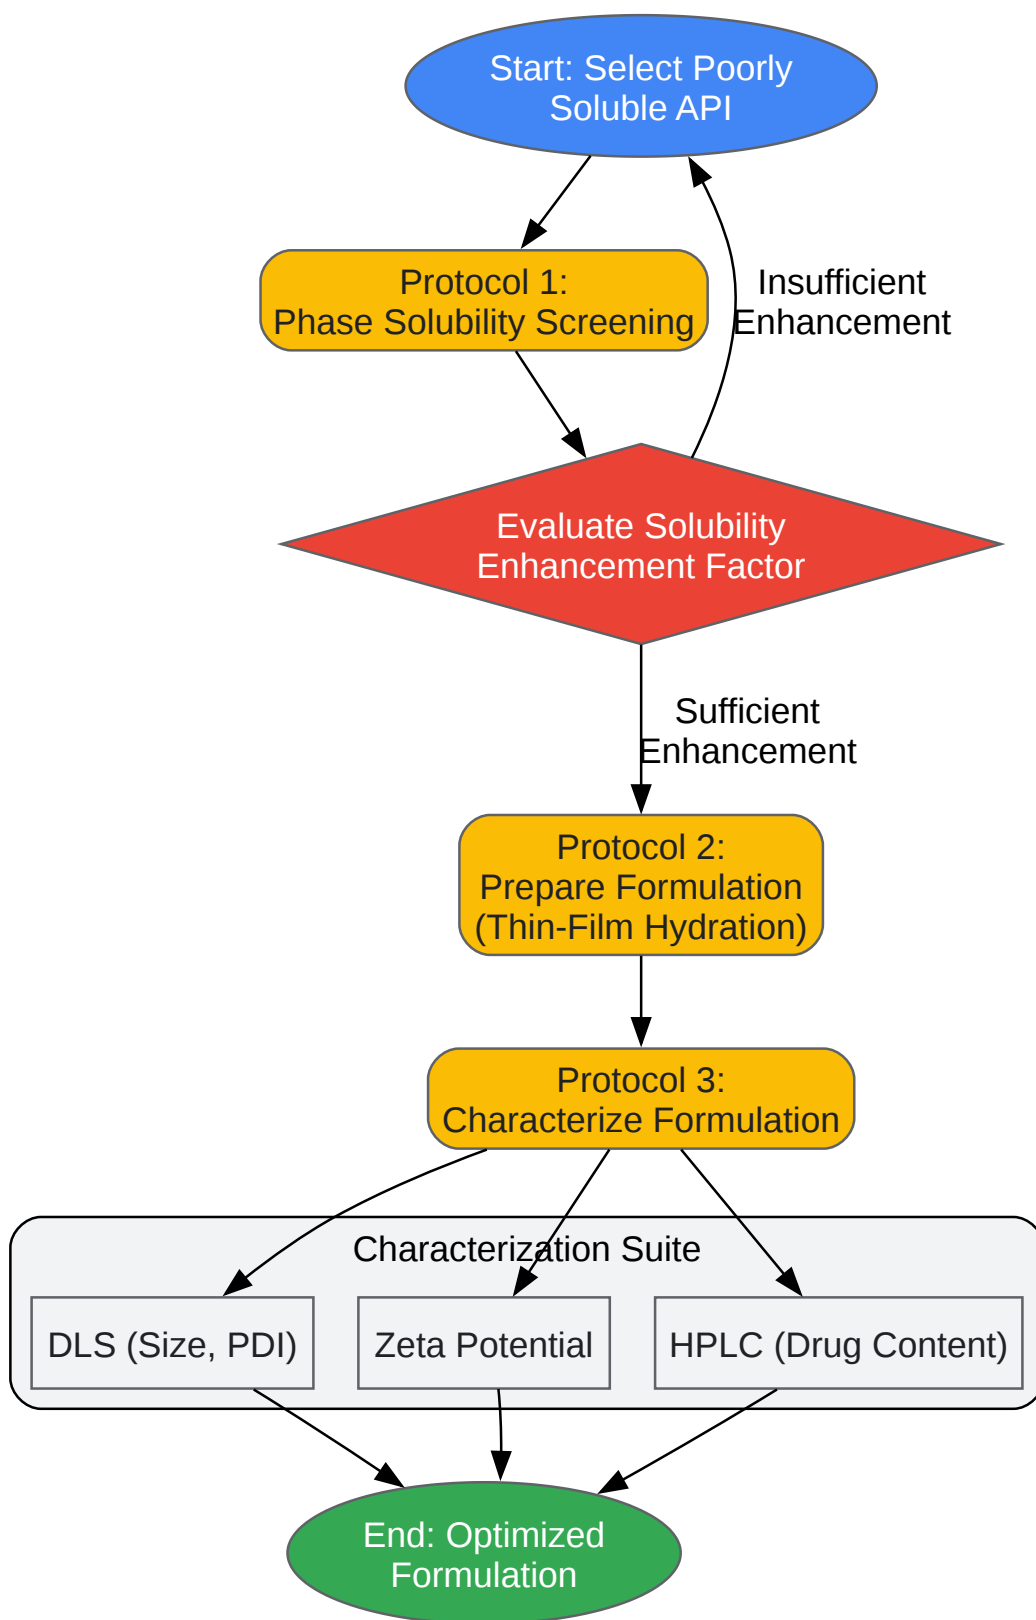 Start: Select Poorly
Soluble API
Protocol 1:
Phase Solubility Screening
Insufficient
Enhancement
Evaluate Solubility
Enhancement Factor
Sufficient
Enhancement
Protocol 2:
Prepare Formulation
(Thin-Film Hydration)
Protocol 3:
Characterize Formulation
Characterization Suite
DLS (Size, PDI)
Zeta Potential
HPLC (Drug Content)
End: Optimized
Formulation